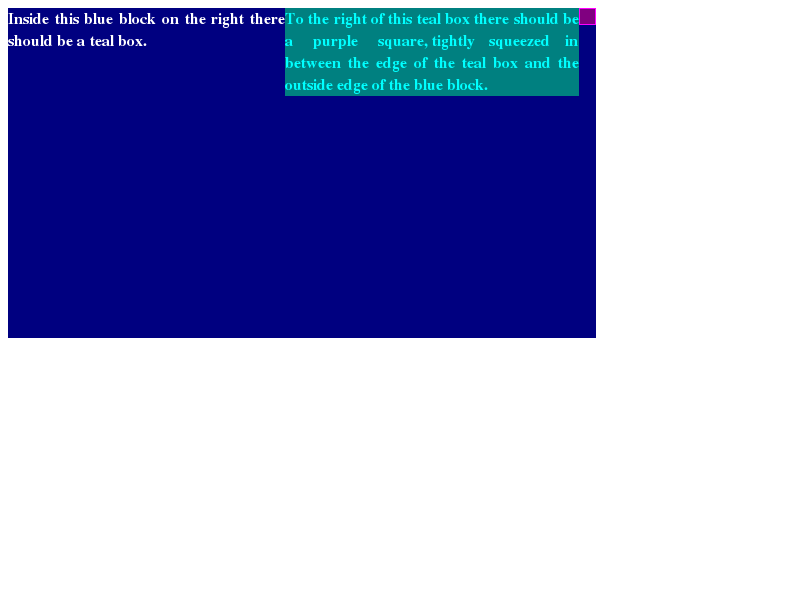 Inside this blue block on the right there
should be a teal box.
To the right of this teal box there should be
a purple square, tightly squeezed in
between the edge of the teal box and the
outside edge of the blue block.